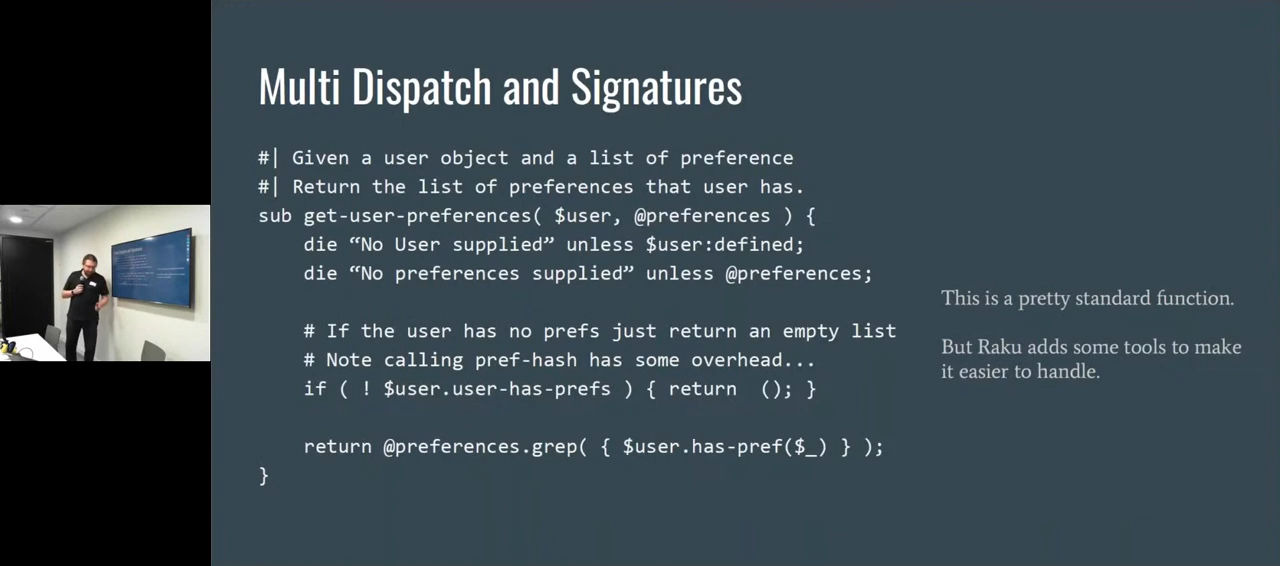 Multi Dispatch and Signatures
#| Given a user object and a list of preference
#| Return the list of preferences that user has.
sub get-user-preferences( $user, @preferences ) {
die “No User supplied” unless $user:defined;
die “No preferences supplied” unless @preferences;
# If the user has no prefs just return an empty list
# Note calling pref-hash has some overhead...
if ( ! $user.user-has-prefs ) { return  (); }
return @preferences.grep( { $user.has-pref($_) } );
}
This is a pretty standard function.
But Raku adds some tools to make
it easier to handle.